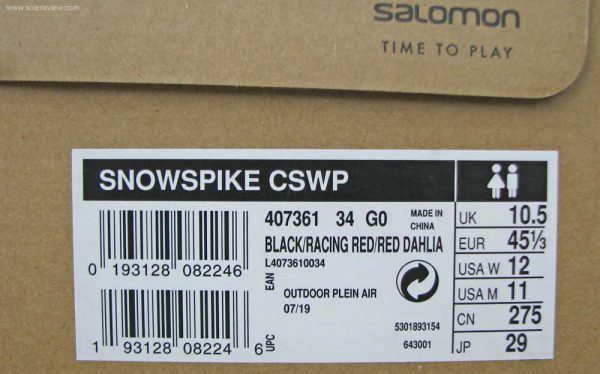 www.solereview.com
salomon
TIME TO PLAY
SNOWSPIKE CSWP
407361 34 G0 MADE IN CHINA
BLACK/RACING RED/RED DAHLIA
L4073610034
EAN
0 193128 082246
OUTDOOR PLEIN AIR
07/19
5301893154
643001
UPC
1 93128 08224 6
UK 10.5
EUR 45⅓
USA W 12
USA M 11
CN 275
JP 29